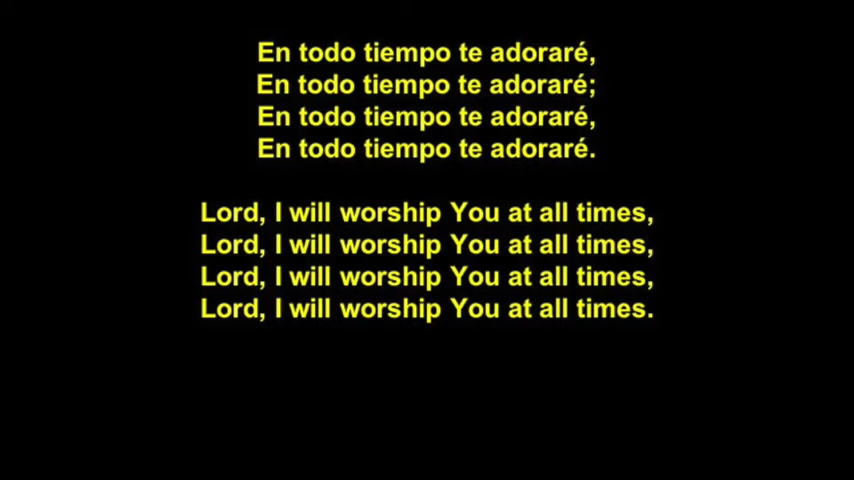 En todo tiempo te adoraré,
En todo tiempo te adoraré;
En todo tiempo te adoraré,
En todo tiempo te adoraré.
Lord, I will worship You at all times,
Lord, I will worship You at all times,
Lord, I will worship You at all times,
Lord, I will worship You at all times.